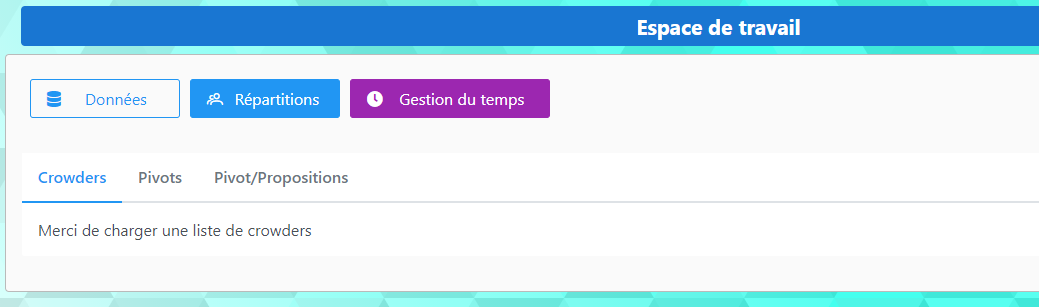 Espace de travail
Données Répartitions Gestion du temps
Crowders Pivots Pivot/Propositions
Merci de charger une liste de crowders